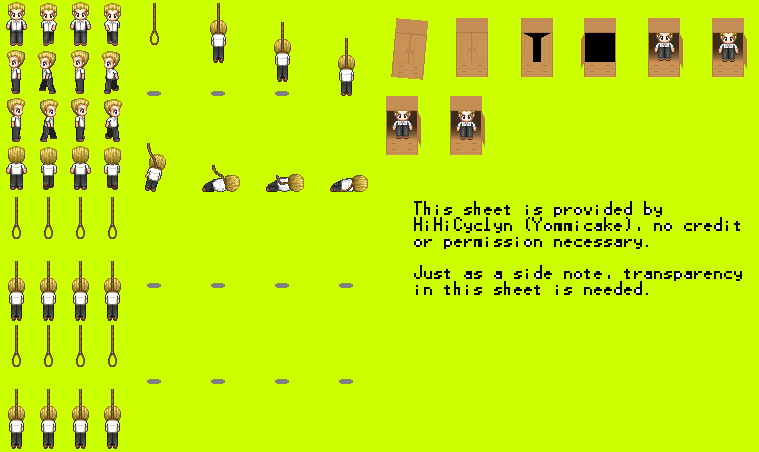 This sheet is provided by
HiHiCyclyn (Yommicake), no credit
or permission necessary.
Just as a side note, transparency
in this sheet is needed.